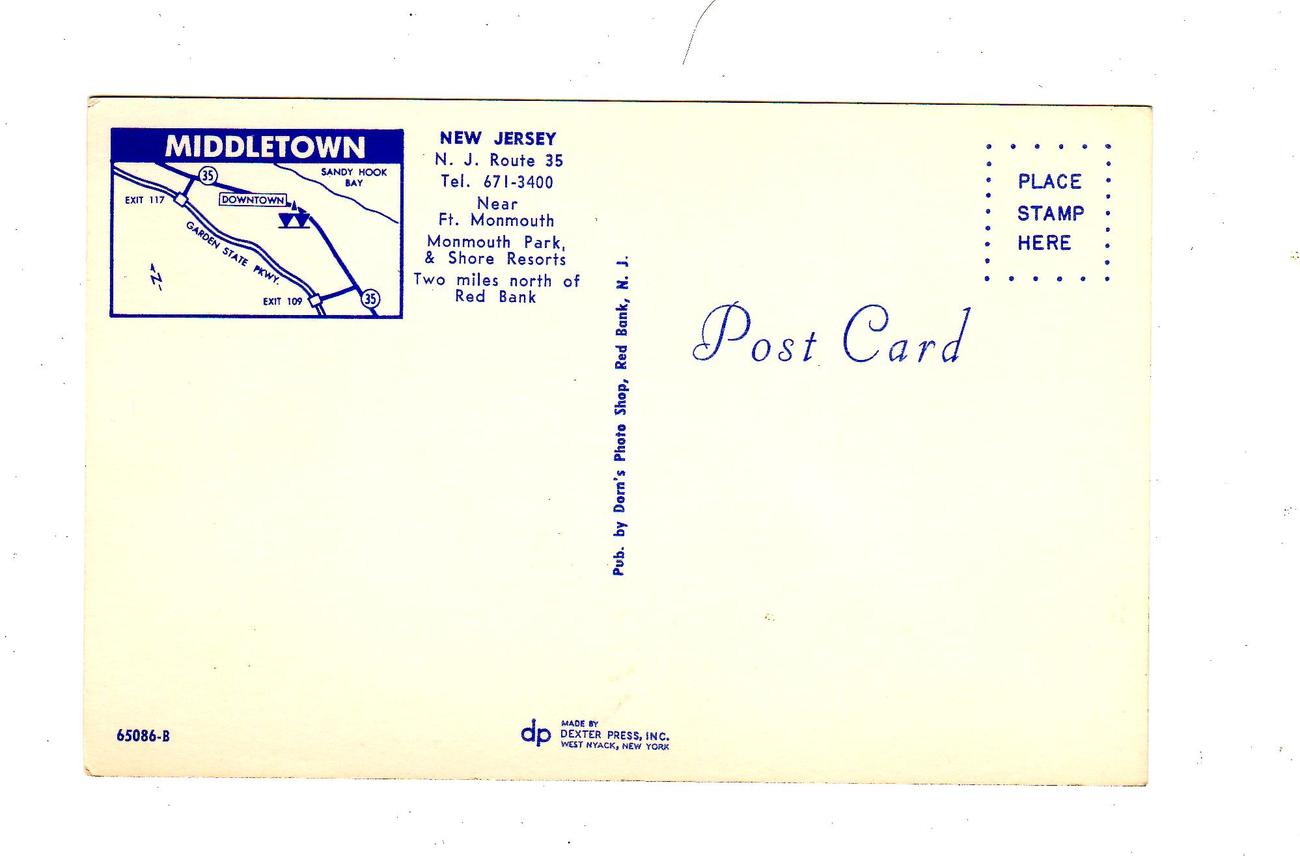 MIDDLETOWN
35
SANDY HOOK
BAY
EXIT 117
DOWNTOWN
GARDEN STATE PKWY.
N
EXIT 109
35
NEW JERSEY
N. J. Route 35
Tel. 671-3400
Near
Ft. Monmouth
Monmouth Park,
& Shore Resorts
Two miles north of
Red Bank
Pub. by Dorn's Photo Shop, Red Bank, N. J.
PLACE
STAMP
HERE
Post Card
65086-B
dp
MADE BY
DEXTER PRESS, INC.
WEST NYACK, NEW YORK